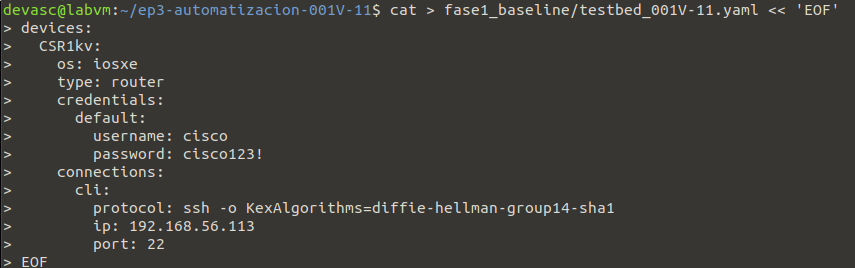 devasc@labvm:~/ep3-automatizacion-001V-11$ cat > fase1_baseline/testbed_001V-11.yaml << 'EOF'
> devices:
>   CSR1kv:
>     os: iosxe
>     type: router
>     credentials:
>       default:
>         username: cisco
>         password: cisco123!
>     connections:
>       cli:
>         protocol: ssh -o KexAlgorithms=diffie-hellman-group14-sha1
>         ip: 192.168.56.113
>         port: 22
> EOF